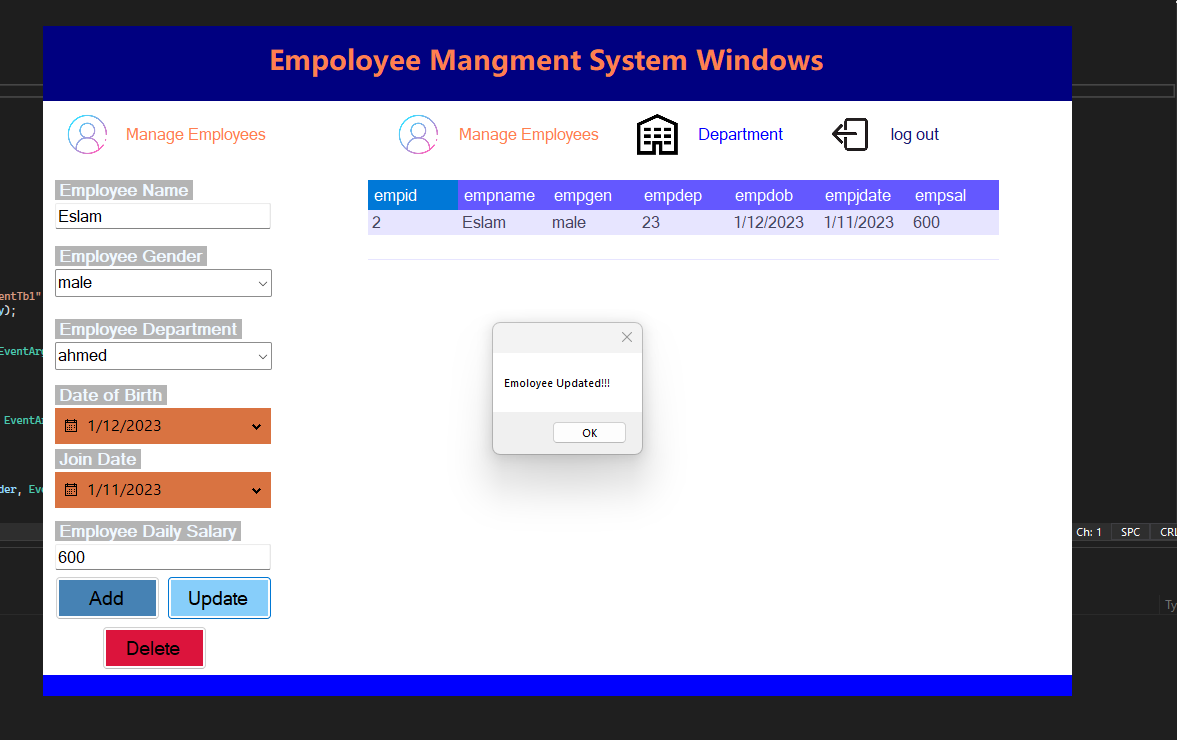 Empoloyee Mangment System Windows
Manage Employees
Manage Employees
Department
log out
Employee Name
Eslam
Employee Gender
male
Employee Department
ahmed
Date of Birth
1/12/2023
Join Date
1/11/2023
Employee Daily Salary
600
Add
Update
Delete
empid empname empgen empdep empdob empjdate empsal
2 Eslam male 23 1/12/2023 1/11/2023 600
Emoloyee Updated!!!
OK
entTbl"
);
EventArg
EventAr
der, Eve
Ch: 1 SPC CRL
Ty